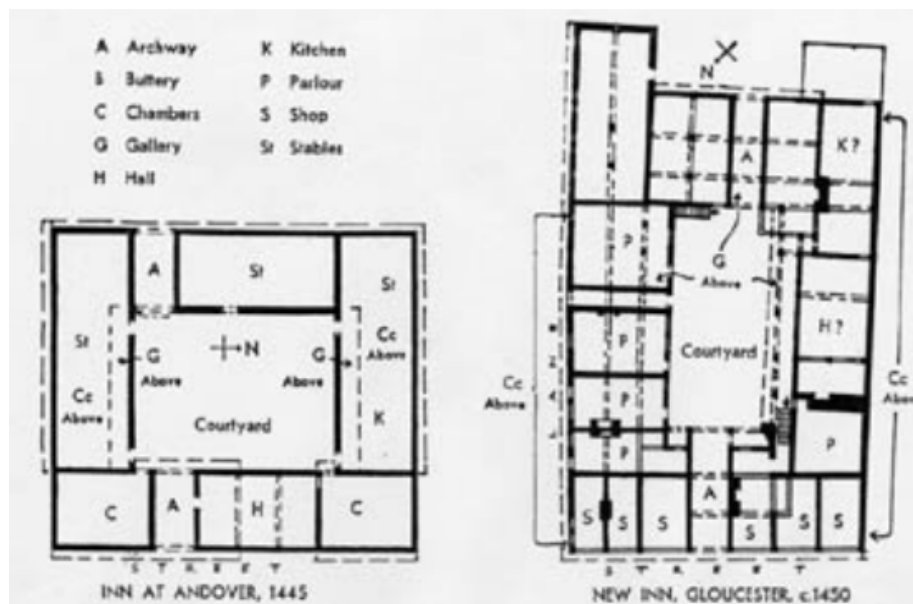 A Archway
B Buttery
C Chambers
G Gallery
H Hall
K Kitchen
P Parlour
S Shop
St Stables
A
St
St
St
Cc
Above
G
Above
N
G
Above
Cc
Above
K
Courtyard
C
A
H
C
STREET
INN AT ANDOVER, 1445
N
A
K?
P
G
Above
H?
P
Courtyard
Cc
Above
Cc
Above
P
P
P
A
S
S
S
S
S
S
STREET
NEW INN, GLOUCESTER, c.1450